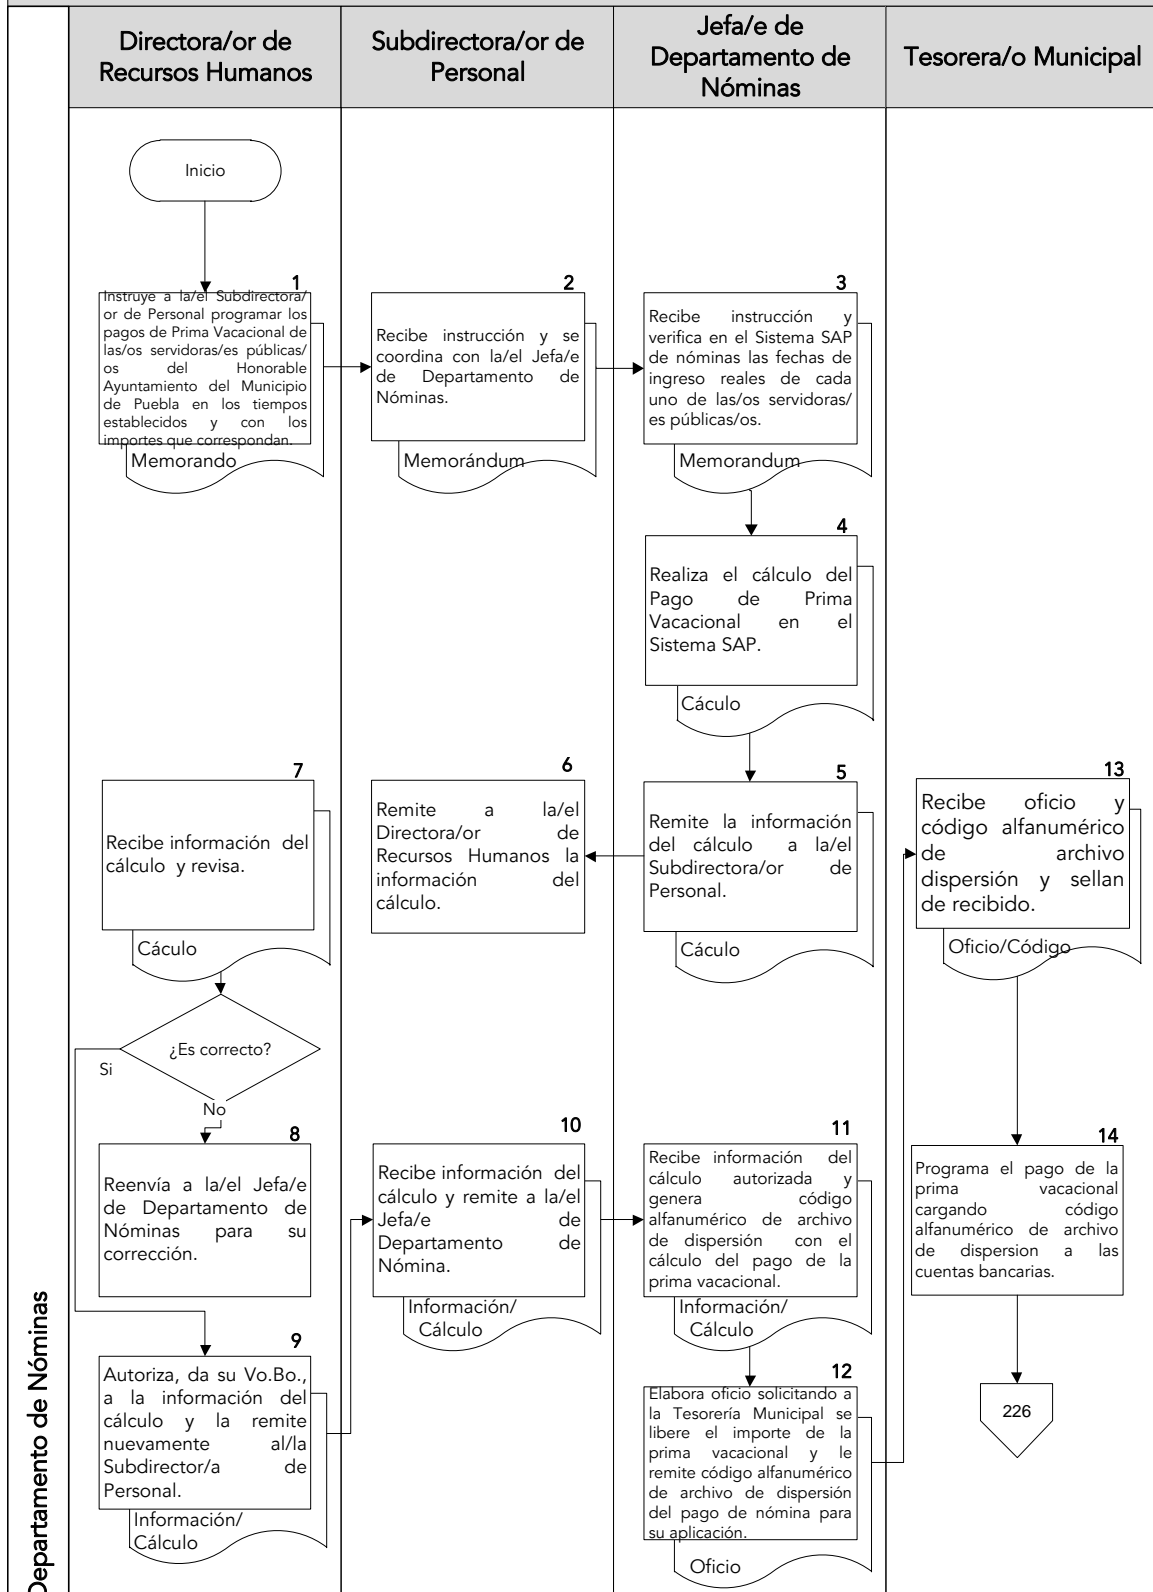 Directora/or de
Recursos Humanos
Subdirectora/or de
Personal
Jefa/e de
Departamento de
Nóminas
Tesorera/o Municipal
Departamento de Nóminas
Inicio
1
Instruye a la/el Subdirectora/
or de Personal programar los
pagos de Prima Vacacional de
las/os servidoras/es públicas/
os del Honorable
Ayuntamiento del Municipio
de Puebla en los tiempos
establecidos y con los
importes que correspondan.
Memorando
2
Recibe instrucción y se
coordina con la/el Jefa/e
de Departamento de
Nóminas.
Memorándum
3
Recibe instrucción y
verifica en el Sistema SAP
de nóminas las fechas de
ingreso reales de cada
uno de las/os servidoras/
es públicas/os.
Memorandum
4
Realiza el cálculo del
Pago de Prima
Vacacional en el
Sistema SAP.
Cáculo
5
Remite la información
del cálculo a la/el
Subdirectora/or de
Personal.
Cáculo
6
Remite a la/el
Directora/or de
Recursos Humanos la
información del
cálculo.
7
Recibe información del
cálculo y revisa.
Cáculo
¿Es correcto?
Si
No
8
Reenvía a la/el Jefa/e
de Departamento de
Nóminas para su
corrección.
9
Autoriza, da su Vo.Bo.,
a la información del
cálculo y la remite
nuevamente al/la
Subdirector/a de
Personal.
Información/
Cálculo
10
Recibe información del
cálculo y remite a la/el
Jefa/e de
Departamento de
Nómina.
Información/
Cálculo
11
Recibe información del
cálculo autorizada y
genera código
alfanumérico de archivo
de dispersión con el
cálculo del pago de la
prima vacacional.
Información/
Cálculo
12
Elabora oficio solicitando a
la Tesorería Municipal se
libere el importe de la
prima vacacional y le
remite código alfanumérico
de archivo de dispersión
del pago de nómina para
su aplicación.
Oficio
13
Recibe oficio y
código alfanumérico
de archivo
dispersión y sellan
de recibido.
Oficio/Código
14
Programa el pago de la
prima vacacional
cargando código
alfanumérico de archivo
de dispersion a las
cuentas bancarias.
226